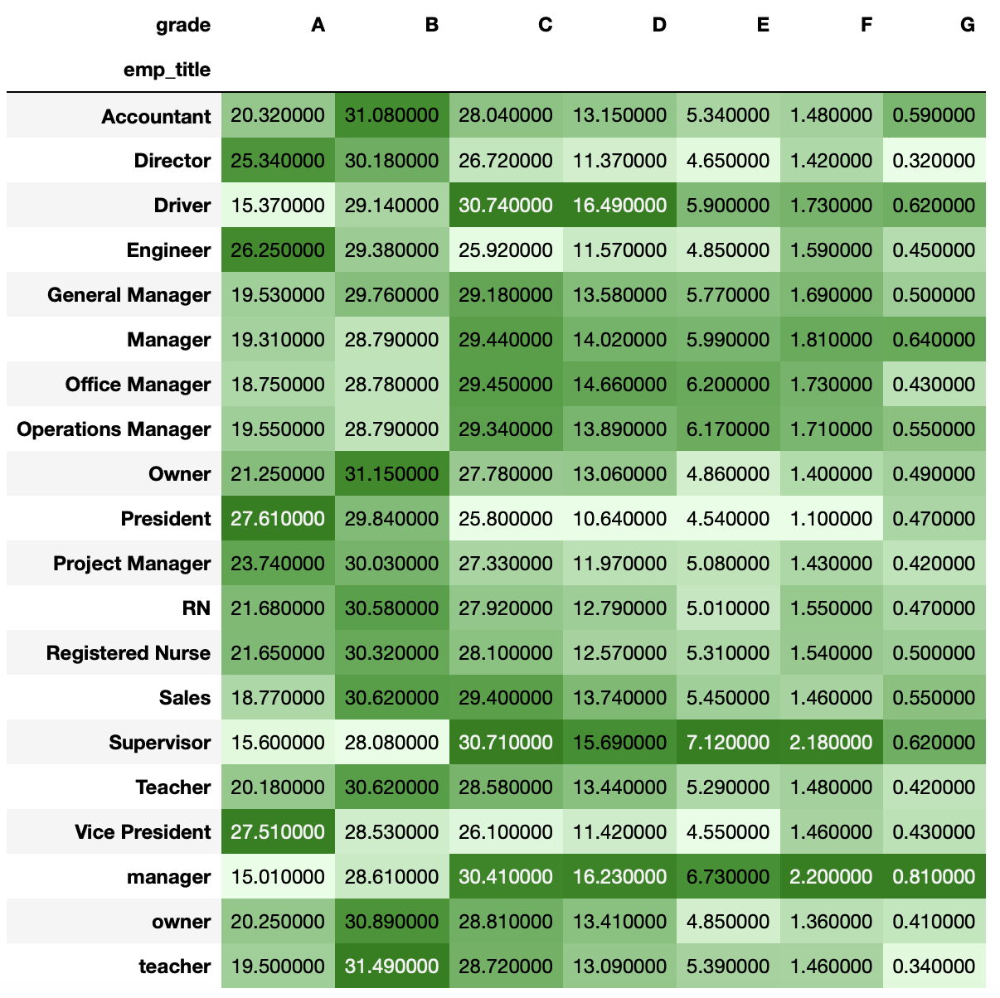 grade A B C D E F G
emp_title
Accountant 20.320000 31.080000 28.040000 13.150000 5.340000 1.480000 0.590000
Director 25.340000 30.180000 26.720000 11.370000 4.650000 1.420000 0.320000
Driver 15.370000 29.140000 30.740000 16.490000 5.900000 1.730000 0.620000
Engineer 26.250000 29.380000 25.920000 11.570000 4.850000 1.590000 0.450000
General Manager 19.530000 29.760000 29.180000 13.580000 5.770000 1.690000 0.500000
Manager 19.310000 28.790000 29.440000 14.020000 5.990000 1.810000 0.640000
Office Manager 18.750000 28.780000 29.450000 14.660000 6.200000 1.730000 0.430000
Operations Manager 19.550000 28.790000 29.340000 13.890000 6.170000 1.710000 0.550000
Owner 21.250000 31.150000 27.780000 13.060000 4.860000 1.400000 0.490000
President 27.610000 29.840000 25.800000 10.640000 4.540000 1.100000 0.470000
Project Manager 23.740000 30.030000 27.330000 11.970000 5.080000 1.430000 0.420000
RN 21.680000 30.580000 27.920000 12.790000 5.010000 1.550000 0.470000
Registered Nurse 21.650000 30.320000 28.100000 12.570000 5.310000 1.540000 0.500000
Sales 18.770000 30.620000 29.400000 13.740000 5.450000 1.460000 0.550000
Supervisor 15.600000 28.080000 30.710000 15.690000 7.120000 2.180000 0.620000
Teacher 20.180000 30.620000 28.580000 13.440000 5.290000 1.480000 0.420000
Vice President 27.510000 28.530000 26.100000 11.420000 4.550000 1.460000 0.430000
manager 15.010000 28.610000 30.410000 16.230000 6.730000 2.200000 0.810000
owner 20.250000 30.890000 28.810000 13.410000 4.850000 1.360000 0.410000
teacher 19.500000 31.490000 28.720000 13.090000 5.390000 1.460000 0.340000